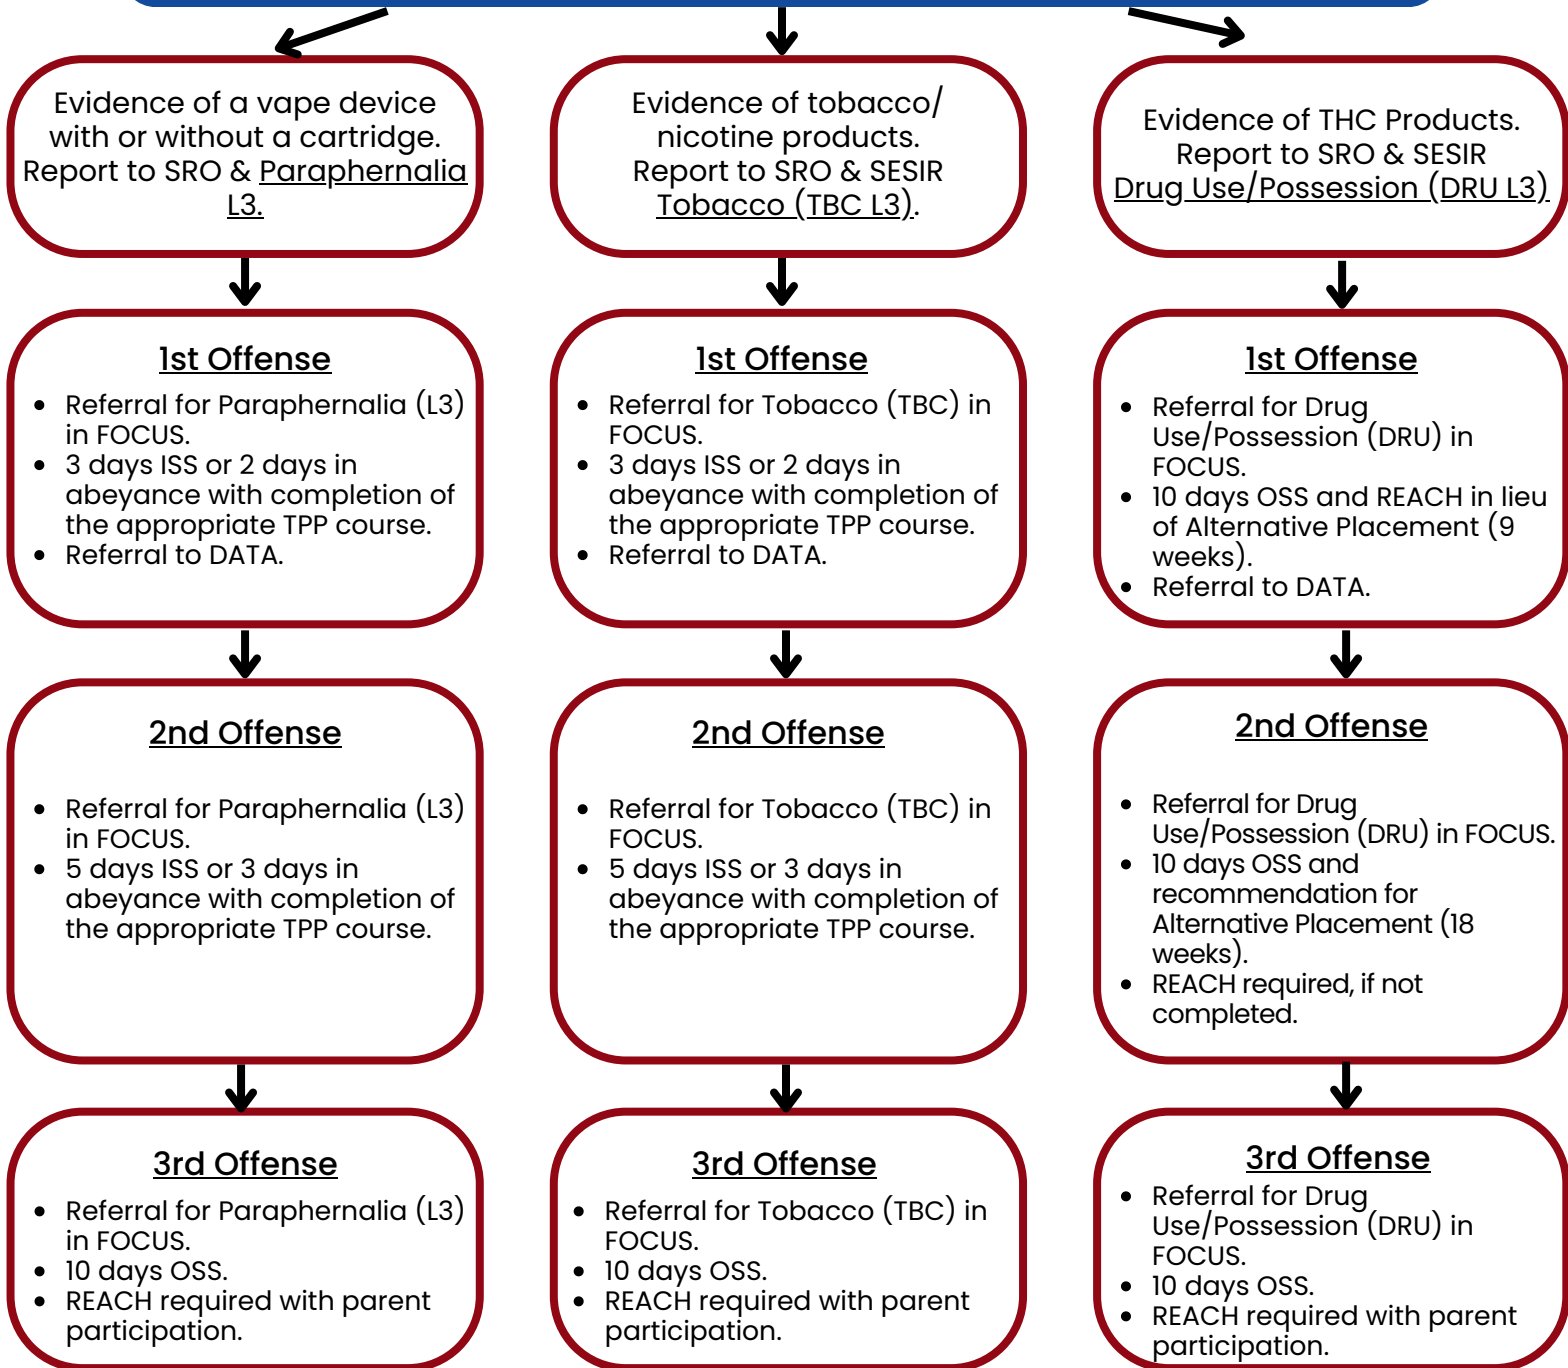 Evidence of a vape device
with or without a cartridge.
Report to SRO & Paraphernalia
L3.
Evidence of tobacco/
nicotine products.
Report to SRO & SESIR
Tobacco (TBC L3).
Evidence of THC Products.
Report to SRO & SESIR
Drug Use/Possession (DRU L3)
1st Offense
• Referral for Paraphernalia (L3)
in FOCUS.
• 3 days ISS or 2 days in
abeyance with completion of
the appropriate TPP course.
• Referral to DATA.
1st Offense
• Referral for Tobacco (TBC) in
FOCUS.
• 3 days ISS or 2 days in
abeyance with completion of
the appropriate TPP course.
• Referral to DATA.
1st Offense
• Referral for Drug
Use/Possession (DRU) in
FOCUS.
• 10 days OSS and REACH in lieu
of Alternative Placement (9
weeks).
• Referral to DATA.
2nd Offense
• Referral for Paraphernalia (L3)
in FOCUS.
• 5 days ISS or 3 days in
abeyance with completion of
the appropriate TPP course.
2nd Offense
• Referral for Tobacco (TBC) in
FOCUS.
• 5 days ISS or 3 days in
abeyance with completion of
the appropriate TPP course.
2nd Offense
• Referral for Drug
Use/Possession (DRU) in FOCUS.
• 10 days OSS and
recommendation for
Alternative Placement (18
weeks).
• REACH required, if not
completed.
3rd Offense
• Referral for Paraphernalia (L3)
in FOCUS.
• 10 days OSS.
• REACH required with parent
participation.
3rd Offense
• Referral for Tobacco (TBC) in
FOCUS.
• 10 days OSS.
• REACH required with parent
participation.
3rd Offense
• Referral for Drug
Use/Possession (DRU) in
FOCUS.
• 10 days OSS.
• REACH required with parent
participation.